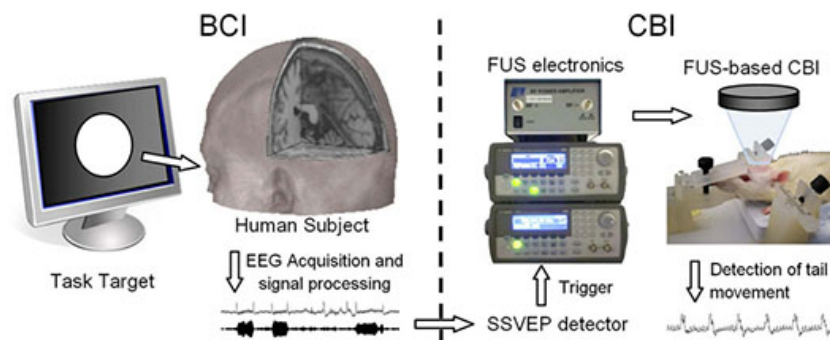 BCI
CBI
FUS electronics
FUS-based CBI
Human Subject
Task Target
EEG Acquisition and
signal processing
Trigger
SSVEP detector
Detection of tail
movement